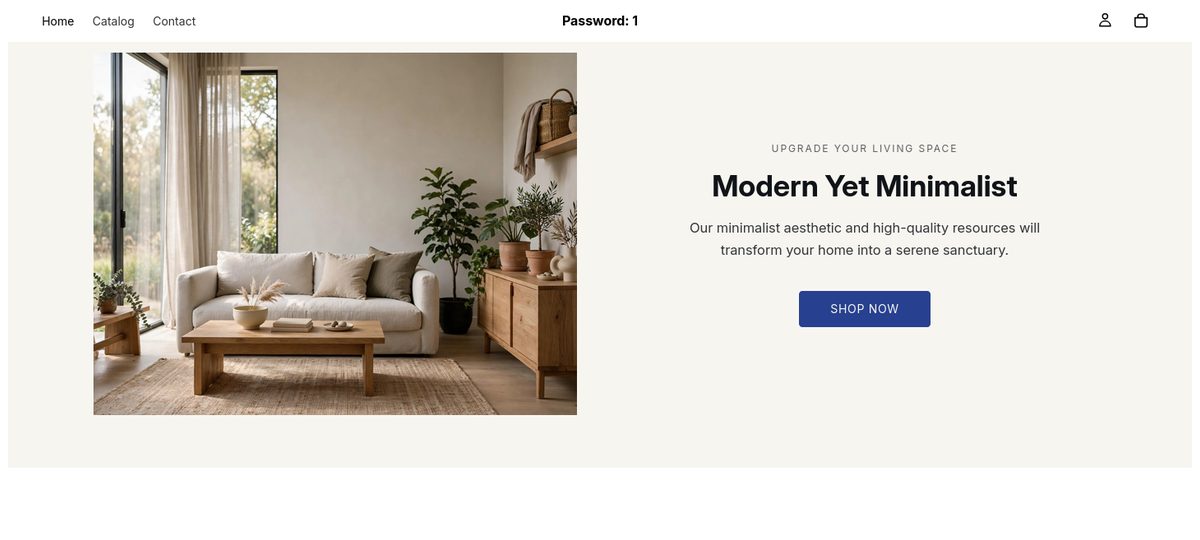 Home Catalog Contact
Password: 1
UPGRADE YOUR LIVING SPACE
Modern Yet Minimalist
Our minimalist aesthetic and high-quality resources will
transform your home into a serene sanctuary.
SHOP NOW